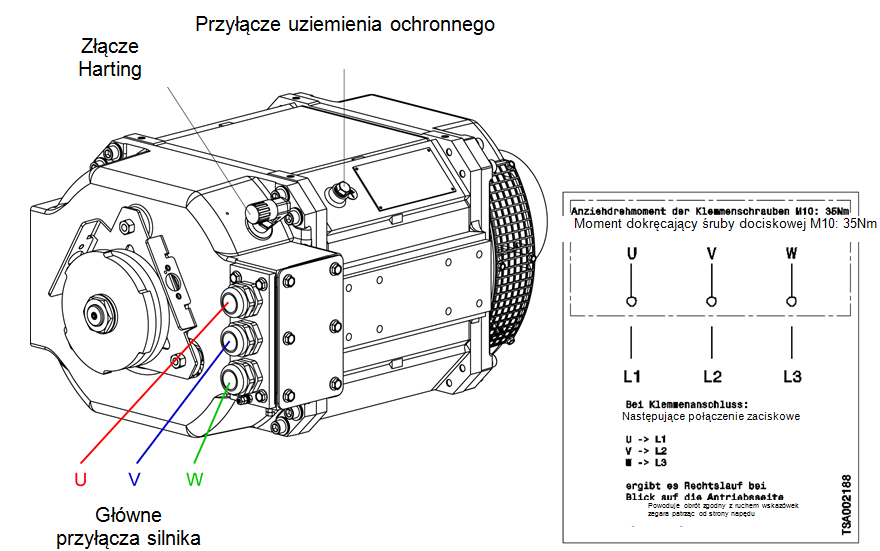 Przyłącze uziemienia ochronnego
Złącze
Harting
Anziehdrehmoment der Klemmenschrauben M10: 35Nm
Moment dokręcający śruby dociskowej M10: 35Nm
U V W
L1 L2 L3
Bei Klemmenanschluss:
Następujące połączenie zaciskowe
U -> L1
V -> L2
W -> L3
ergibt es Rechtslauf bei
Blick auf die Antriebsseite
Powoduje obrót zgodny z ruchem wskazówek
zegara patrząc od strony napędu
TSA002188
U V W
Główne
przyłącza silnika